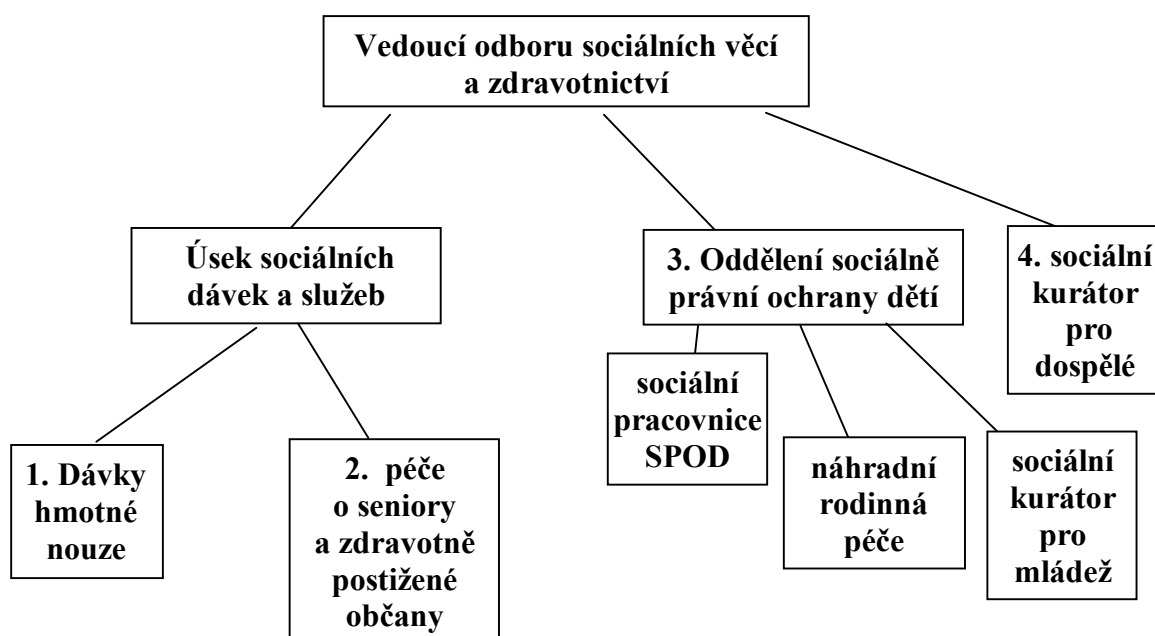 Vedoucí odboru sociálních věcí
a zdravotnictví
Úsek sociálních
dávek a služeb
3. Oddělení sociálně
právní ochrany dětí
4. sociální
kurátor
pro
dospělé
1. Dávky
hmotné
nouze
2. péče
o seniory
a zdravotně
postižené
občany
sociální
pracovnice
SPOD
náhradní
rodinná
péče
sociální
kurátor
pro
mládež